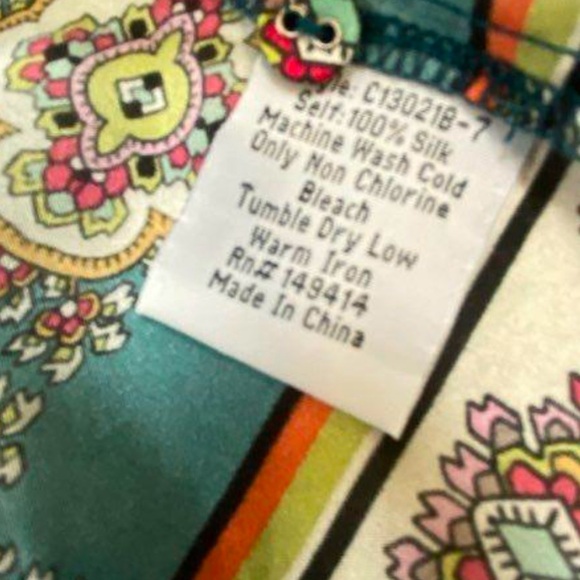 C13021B-7
Self:100% Silk
Machine Wash Cold
Only Non Chlorine
Bleach
Tumble Dry Low
Warm Iron
Rn# 149414
Made In China